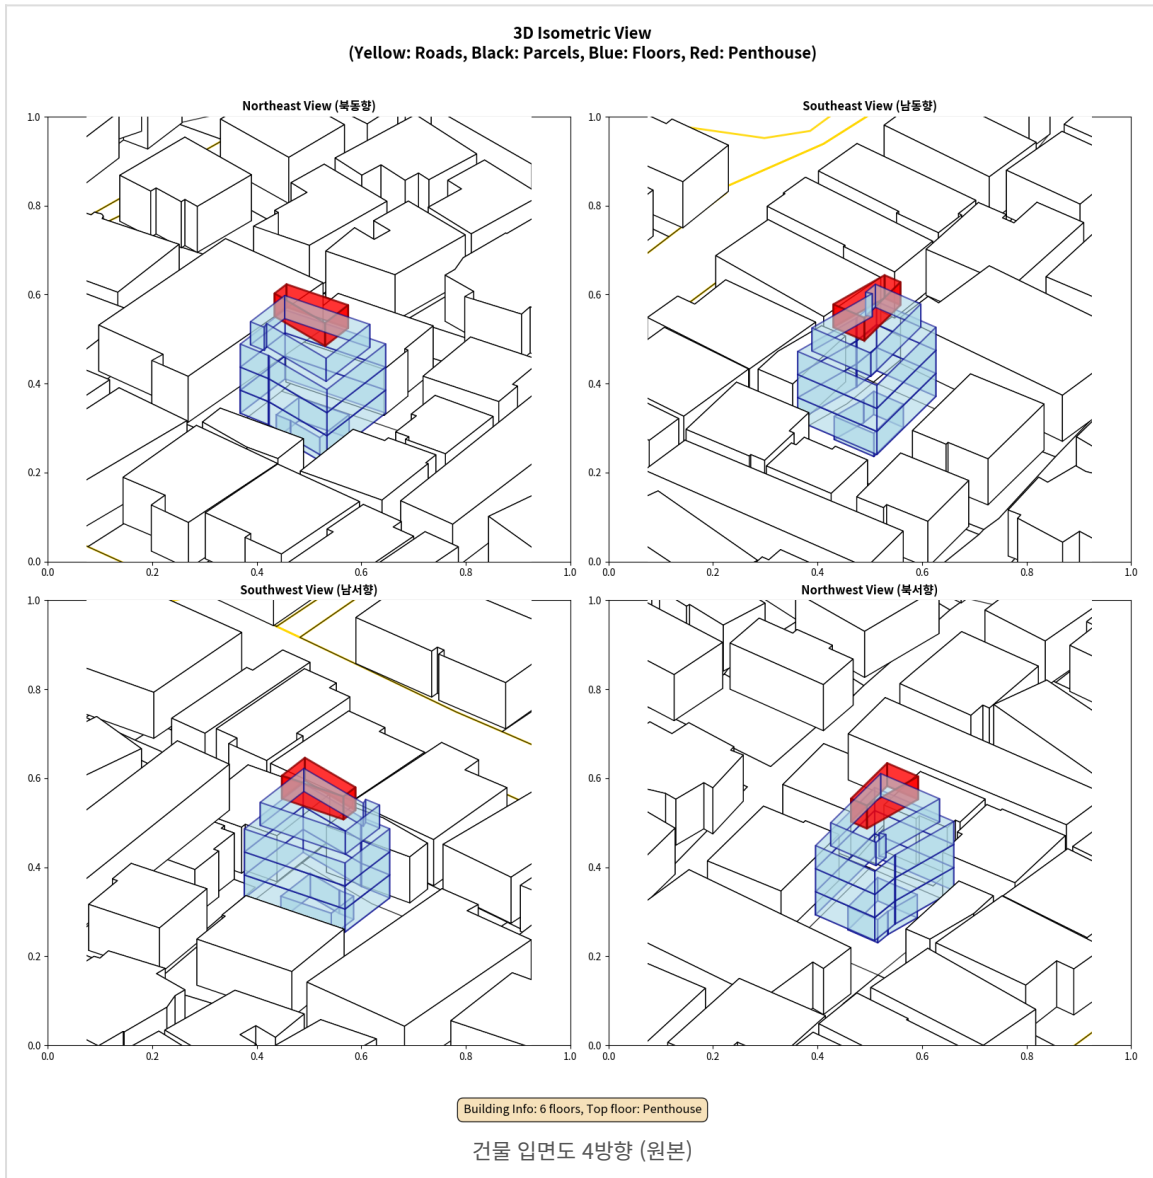 3D Isometric View
(Yellow: Roads, Black: Parcels, Blue: Floors, Red: Penthouse)
Northeast View (북동향)
1.0
0.8
0.6
0.4
0.2
0.0
0.0 0.2 0.4 0.6 0.8 1.0
Southeast View (남동향)
1.0
0.8
0.6
0.4
0.2
0.0
0.0 0.2 0.4 0.6 0.8 1.0
Southwest View (남서향)
1.0
0.8
0.6
0.4
0.2
0.0
0.0 0.2 0.4 0.6 0.8 1.0
Northwest View (북서향)
1.0
0.8
0.6
0.4
0.2
0.0
0.0 0.2 0.4 0.6 0.8 1.0
Building Info: 6 floors, Top floor: Penthouse
건물 입면도 4방향 (원본)